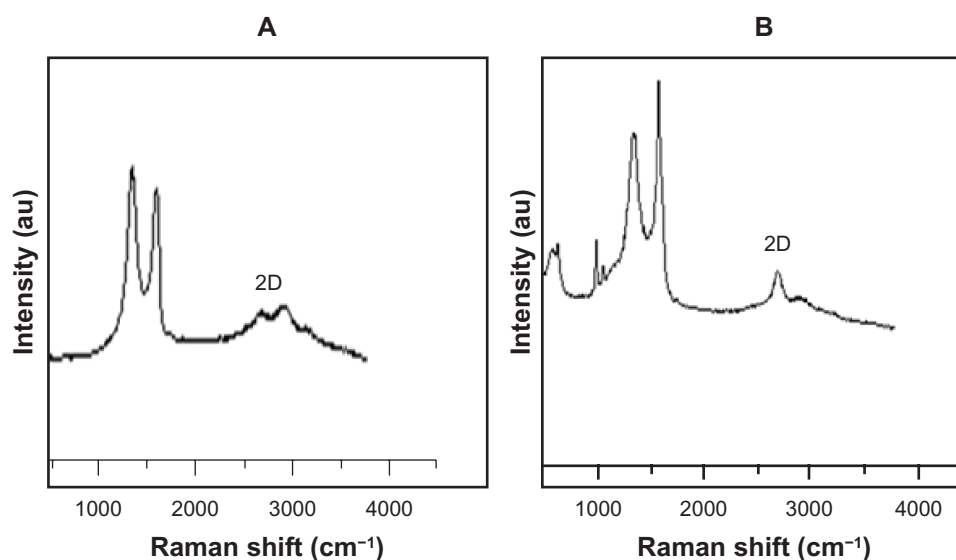 A
B
Intensity (au)
2D
1000 2000 3000 4000
Raman shift (cm⁻¹)
Intensity (au)
2D
1000 2000 3000 4000
Raman shift (cm⁻¹)